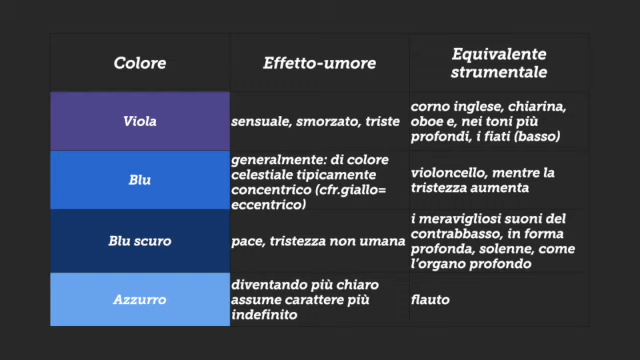 Colore
Effetto-umore
Equivalente
strumentale
Viola
sensuale, smorzato, triste
corno inglese, chiarina,
oboe e, nei toni più
profondi, i fiati (basso)
Blu
generalmente: di colore
celestiale tipicamente
concentrico (cfr.giallo=
eccentrico)
violoncello, mentre la
tristezza aumenta
Blu scuro
pace, tristezza non umana
i meravigliosi suoni del
contrabbasso, in forma
profonda, solenne, come
l'organo profondo
Azzurro
diventando più chiaro
assume carattere più
indefinito
flauto